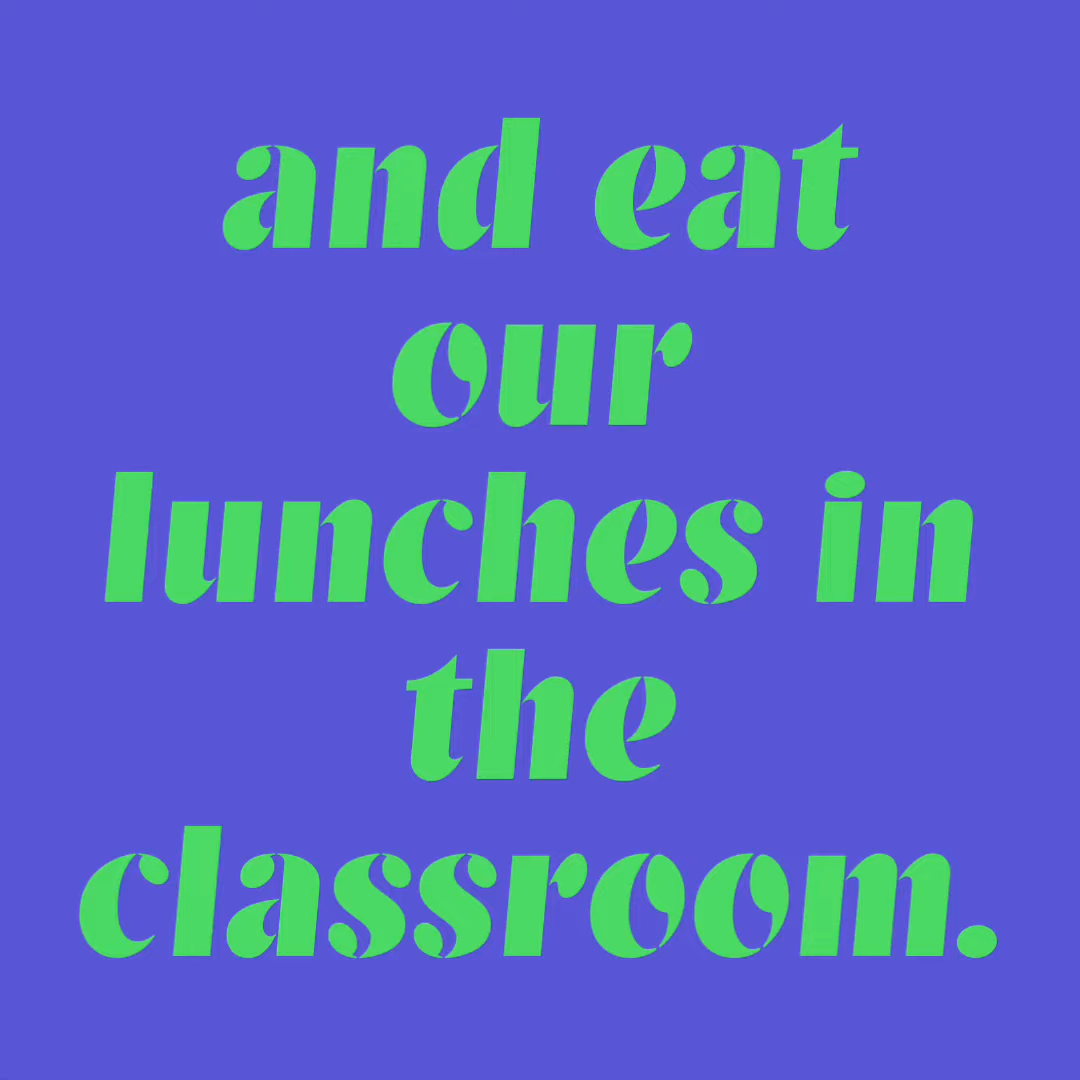 and eat
our
lunches in
the
classroom.